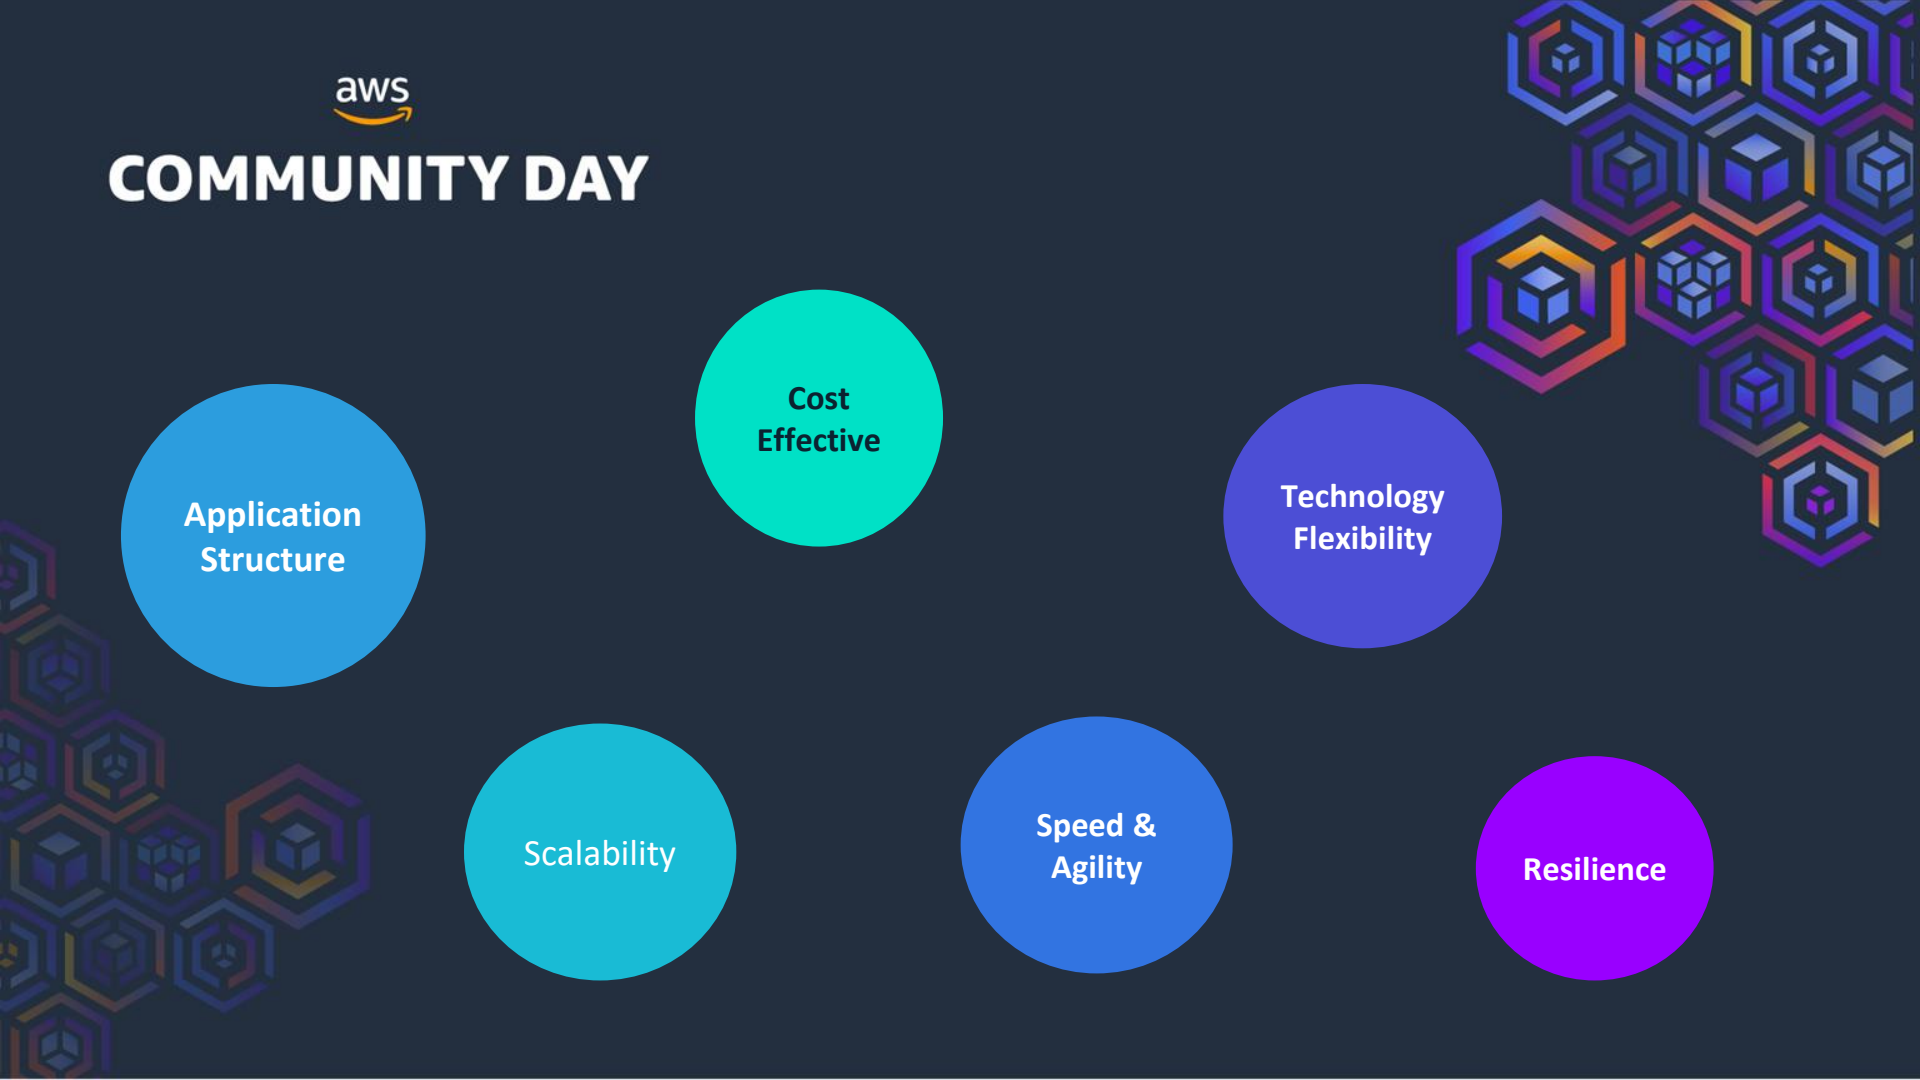 aws
COMMUNITY DAY
Cost
Effective
Application
Structure
Technology
Flexibility
Scalability
Speed &
Agility
Resilience